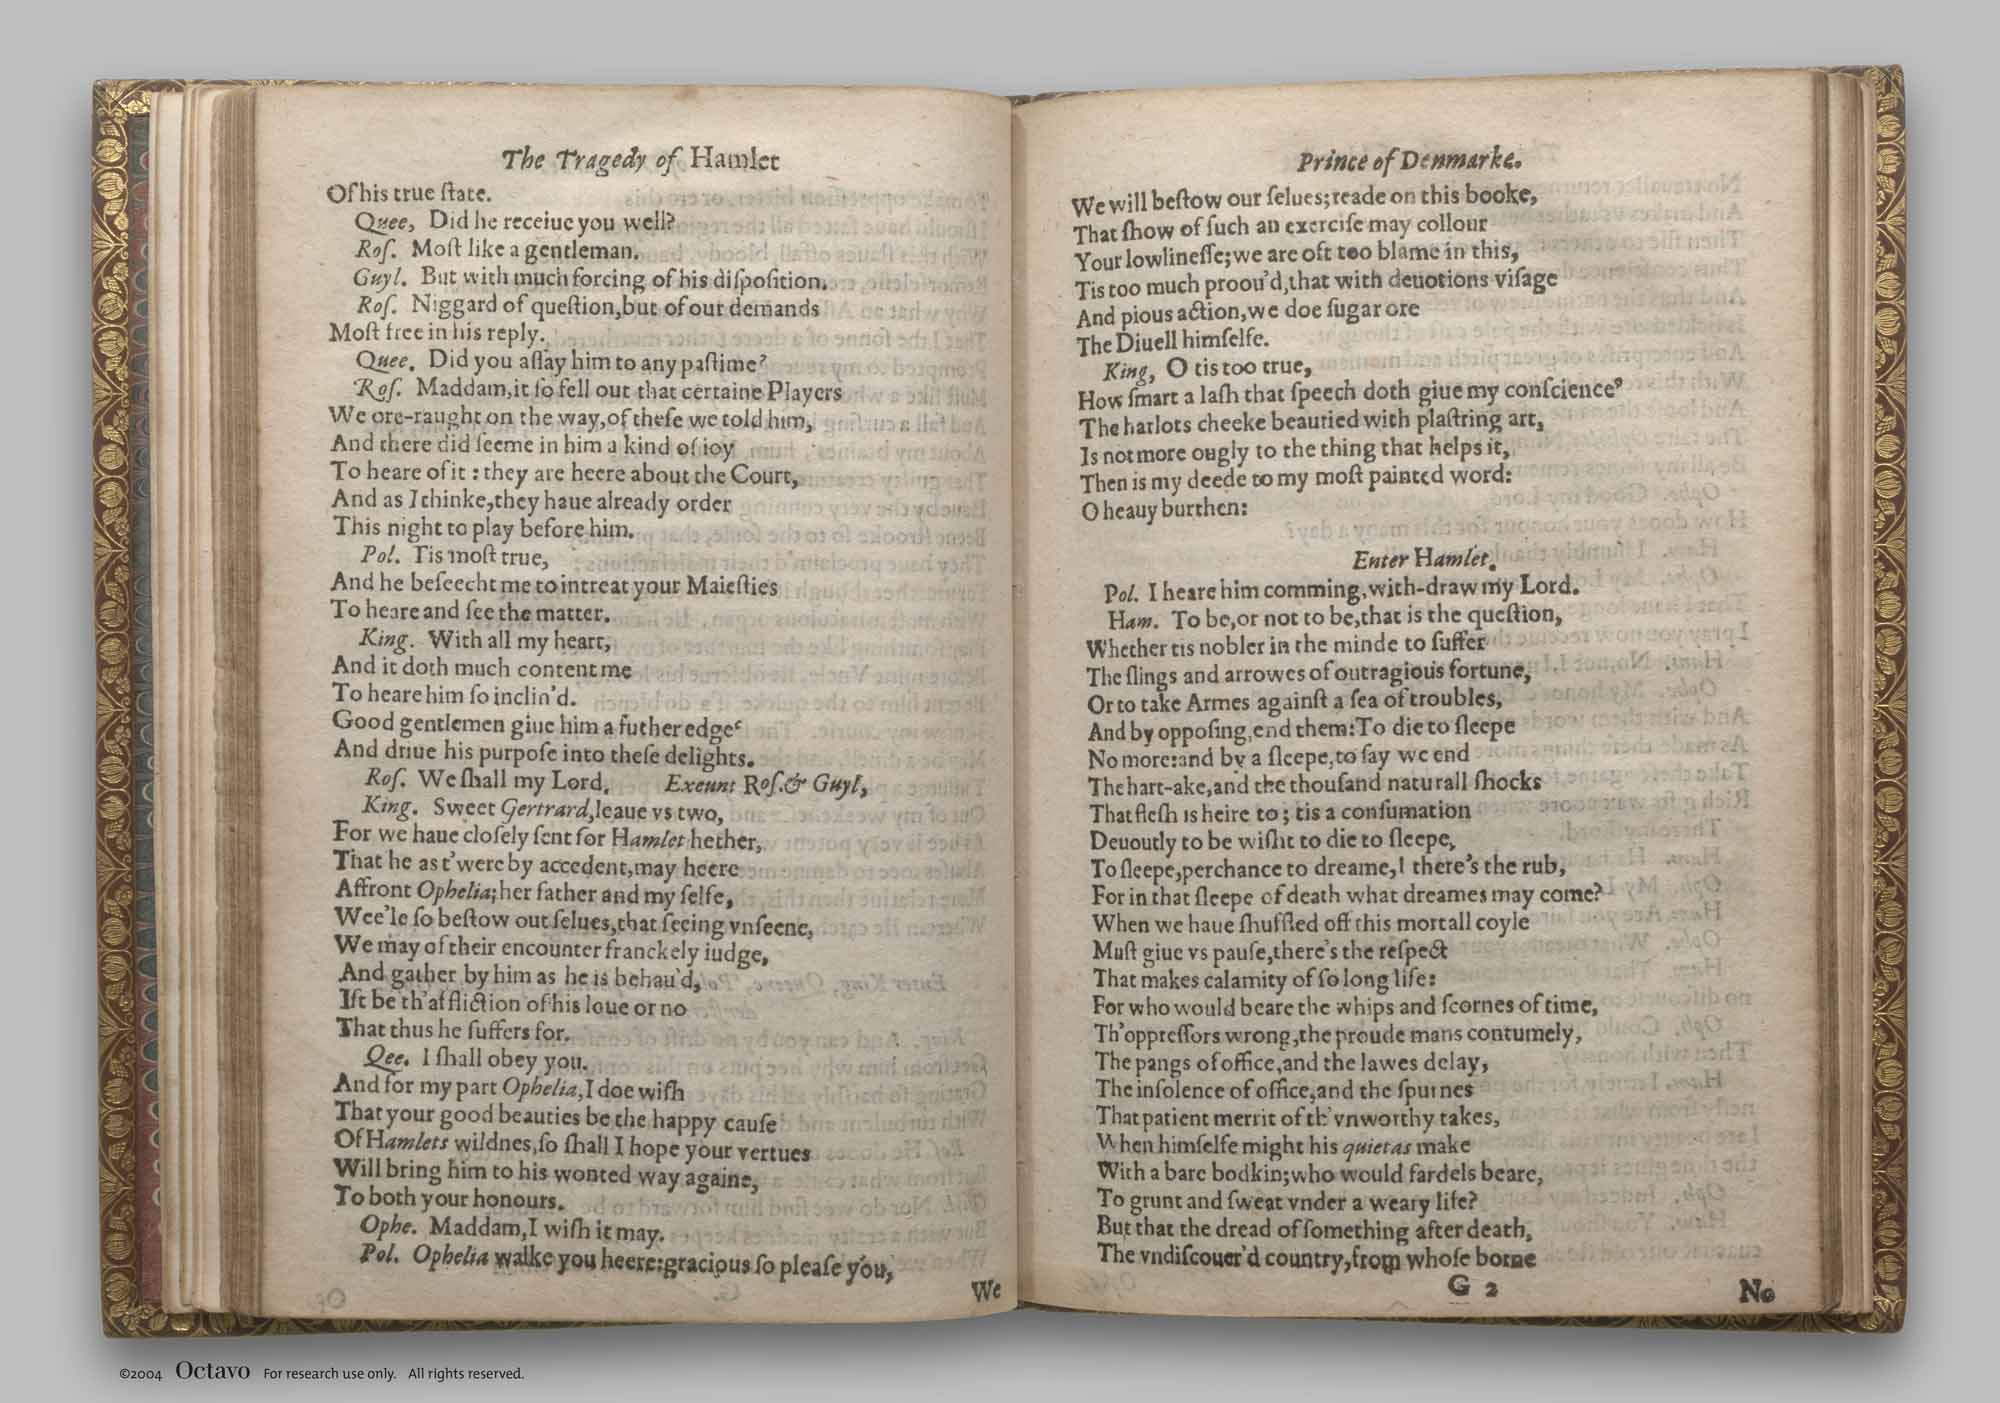 The Tragedy of Hamlet
Of his true ſtate.
Quee, Did he receiue you well?
Roſ. Moſt like a gentleman.
Guyl. But with much forcing of his diſpoſition.
Roſ. Niggard of queſtion,but of our demands
Moſt free in his reply.
Quee. Did you aſſay him to any paſtime?
Roſ. Maddam,it ſo fell out that certaine Players
We ore-raught on the way,of theſe we told him,
And there did ſeeme in him a kind of ioy
To heare of it : they are heere about the Court,
And as I thinke,they haue already order
This night to play before him.
Pol. Tis moſt true,
And he beſeecht me to intreat your Maieſties
To heare and ſee the matter.
King. With all my heart,
And it doth much content me
To heare him ſo inclin'd.
Good gentlemen giue him a futher edge
And driue his purpoſe into theſe delights.
Roſ. We ſhall my Lord. Exeunt Roſ.& Guyl,
King. Sweet Gertrard,leaue vs two,
For we haue cloſely ſent for Hamlet hether,
That he as t'were by accedent,may heere
Affront Ophelia;her father and my ſelfe,
Wee'le ſo beſtow out ſelues,that ſeeing vnſeene,
We may of their encounter franckely iudge,
And gather by him as he is behau'd,
Iſt be th'affliction of his loue or no
That thus he ſuffers for.
Qee. I ſhall obey you.
And for my part Ophelia,I doe wiſh
That your good beauties be the happy cauſe
Of Hamlets wildnes,ſo ſhall I hope your vertues
Will bring him to his wonted way againe,
To both your honours.
Ophe. Maddam,I wiſh it may.
Pol. Ophelia walke you heere:gracious ſo pleaſe you,
We
Prince of Denmarke.
We will beſtow our ſelues;reade on this booke,
That ſhow of ſuch an exerciſe may collour
Your lowlineſſe;we are oft too blame in this,
Tis too much proou'd,that with deuotions viſage
And pious action,we doe ſugar ore
The Diuell himſelfe.
King, O tis too true,
How ſmart a laſh that ſpeech doth giue my conſcience?
The harlots cheeke beautied with plaſtring art,
Is not more ougly to the thing that helps it,
Then is my deede to my moſt painted word:
O heauy burthen:
Enter Hamlet.
Pol. I heare him comming,with-draw my Lord.
Ham. To be,or not to be,that is the queſtion,
Whether tis nobler in the minde to ſuffer
The ſlings and arrowes of outragious fortune,
Or to take Armes againſt a ſea of troubles,
And by oppoſing,end them:To die to ſleepe
No more:and by a ſleepe,to ſay we end
The hart-ake,and the thouſand naturall ſhocks
That fleſh is heire to ; tis a conſumation
Deuoutly to be wiſht to die to ſleepe,
To ſleepe,perchance to dreame,I there's the rub,
For in that ſleepe of death what dreames may come?
When we haue ſhuffled off this mortall coyle
Muſt giue vs pauſe,there's the reſpect
That makes calamity of ſo long life:
For who would beare the whips and ſcornes of time,
Th'oppreſſors wrong,the proude mans contumely,
The pangs of office,and the lawes delay,
The inſolence of office,and the ſpurnes
That patient merrit of th'vnworthy takes,
When himſelfe might his quietas make
With a bare bodkin;who would fardels beare,
To grunt and ſweat vnder a weary life?
But that the dread of ſomething after death,
The vndiſcouer'd country,from whoſe borne
G 2
No
©2004 Octavo For research use only. All rights reserved.